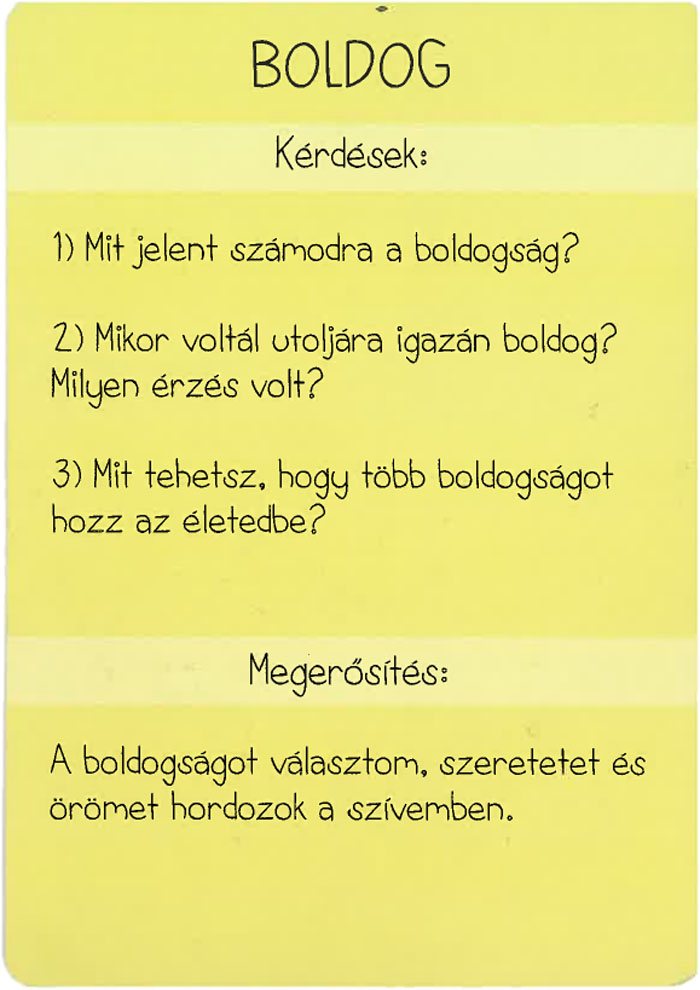 BOLDOG
Kérdések:
1) Mit jelent számodra a boldogság?
2) Mikor voltál utoljára igazán boldog?
Milyen érzés volt?
3) Mit tehetsz, hogy több boldogságot
hozz az életedbe?
Megerősítés:
A boldogságot választom, szeretetet és
örömet hordozok a szívemben.